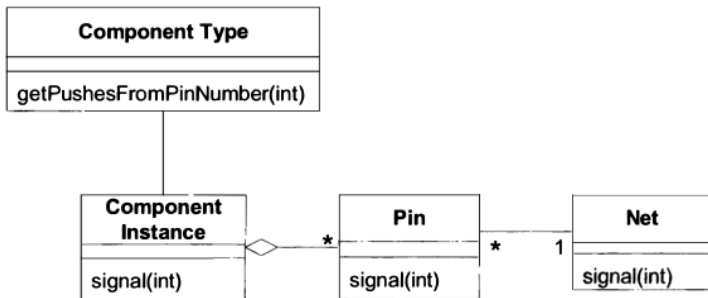 Component Type
getPushesFromPinNumber(int)
Component
Instance
signal(int)
*
Pin
signal(int)
*
1
Net
signal(int)